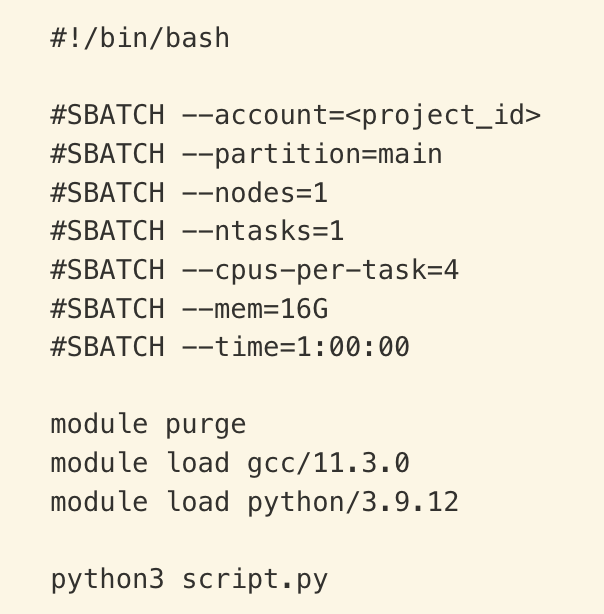 #!/bin/bash
#SBATCH --account=<project_id>
#SBATCH --partition=main
#SBATCH --nodes=1
#SBATCH --ntasks=1
#SBATCH --cpus-per-task=4
#SBATCH --mem=16G
#SBATCH --time=1:00:00
module purge
module load gcc/11.3.0
module load python/3.9.12
python3 script.py